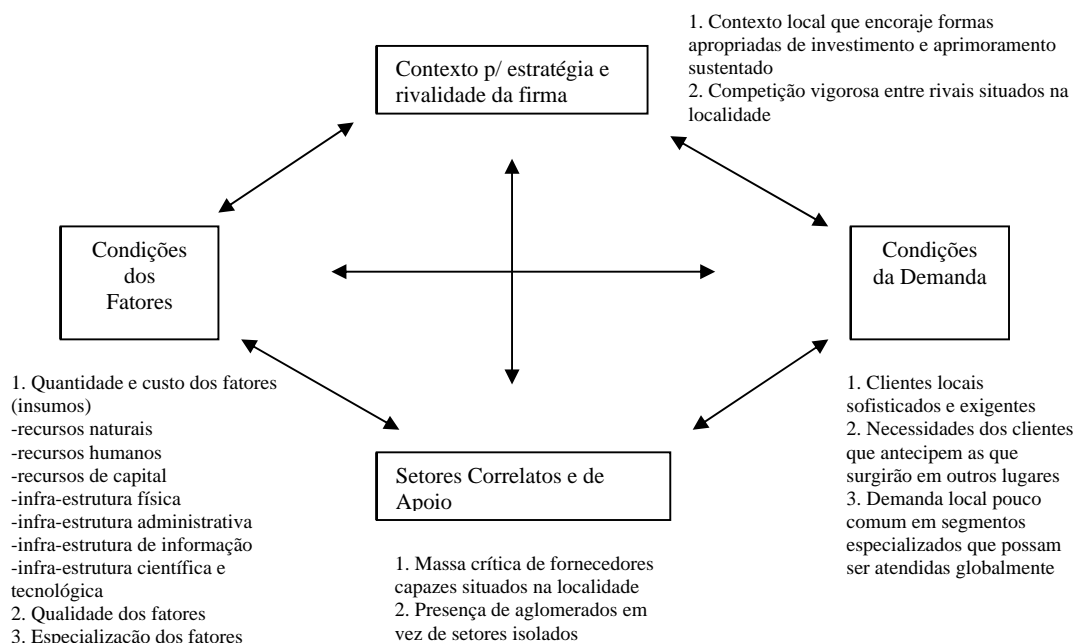 1. Contexto local que encoraje formas
apropriadas de investimento e aprimoramento
sustentado
2. Competição vigorosa entre rivais situados na
localidade
Contexto p/ estratégia e
rivalidade da firma
Condições
dos
Fatores
Condições
da Demanda
1. Quantidade e custo dos fatores
(insumos)
-recursos naturais
-recursos humanos
-recursos de capital
-infra-estrutura física
-infra-estrutura administrativa
-infra-estrutura de informação
-infra-estrutura científica e
tecnológica
2. Qualidade dos fatores
3. Especialização dos fatores
Setores Correlatos e de
Apoio
1. Massa crítica de fornecedores
capazes situados na localidade
2. Presença de aglomerados em
vez de setores isolados
1. Clientes locais
sofisticados e exigentes
2. Necessidades dos clientes
que antecipem as que
surgirão em outros lugares
3. Demanda local pouco
comum em segmentos
especializados que possam
ser atendidas globalmente